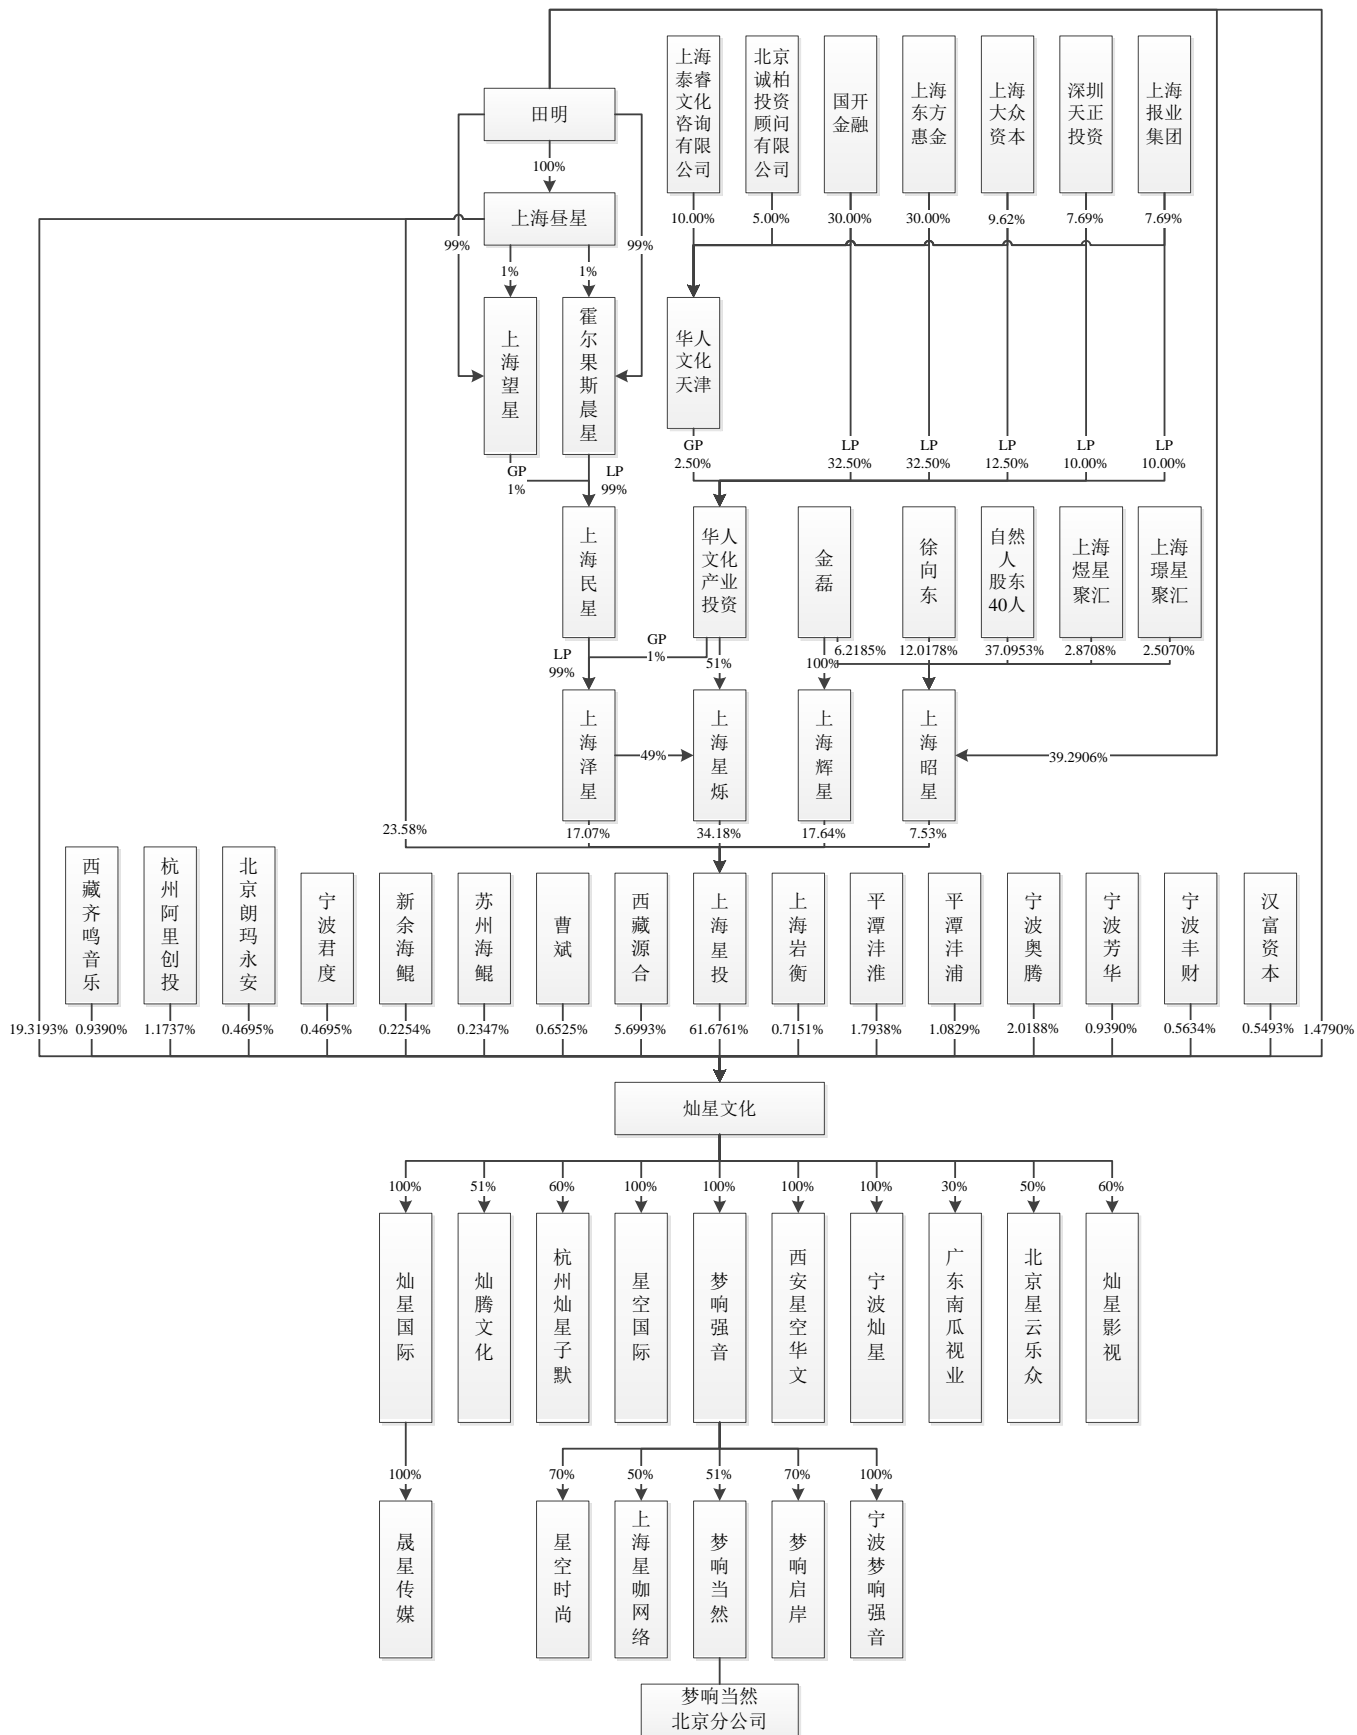 上海
泰睿
文化
咨询
有限
公司
北京
诚柏
投资
顾问
有限
公司
国开
金融
上海
东方
惠金
上海
大众
资本
深圳
天正
投资
上海
报业
集团
田明
100%
上海昼星
10.00%
5.00%
30.00%
30.00%
9.62%
7.69%
7.69%
99%
99%
1%
1%
上海望星
霍尔果斯晨星
华人
文化
天津
GP
1%
LP
99%
GP
2.50%
LP
32.50%
LP
32.50%
LP
12.50%
LP
10.00%
LP
10.00%
上海民星
华人
文化
产业
投资
金磊
徐向东
自然
人
股东
40人
上海
煜星
聚汇
上海
璟星
聚汇
LP
99%
GP
1%
51%
100%
6.2185%
12.0178%
37.0953%
2.8708%
2.5070%
上海泽星
49%
上海星烁
上海辉星
上海昭星
39.2906%
23.58%
17.07%
34.18%
17.64%
7.53%
西藏齐鸣音乐
杭州阿里创投
北京朗玛永安
宁波君度
新余海鲲
苏州海鲲
曹斌
西藏源合
上海星投
上海岩衡
平潭沣淮
平潭沣浦
宁波奥腾
宁波芳华
宁波丰财
汉富资本
19.3193%
0.9390%
1.1737%
0.4695%
0.4695%
0.2254%
0.2347%
0.6525%
5.6993%
61.6761%
0.7151%
1.7938%
1.0829%
2.0188%
0.9390%
0.5634%
0.5493%
1.4790%
灿星文化
100%
51%
60%
100%
100%
100%
100%
30%
50%
60%
灿星国际
灿腾文化
杭州灿星子默
星空国际
梦响强音
西安星空华文
宁波灿星
广东南瓜视业
北京星云乐众
灿星影视
100%
70%
50%
51%
70%
100%
晟星传媒
星空时尚
上海星咖网络
梦响当然
梦响启岸
宁波梦响强音
梦响当然
北京分公司